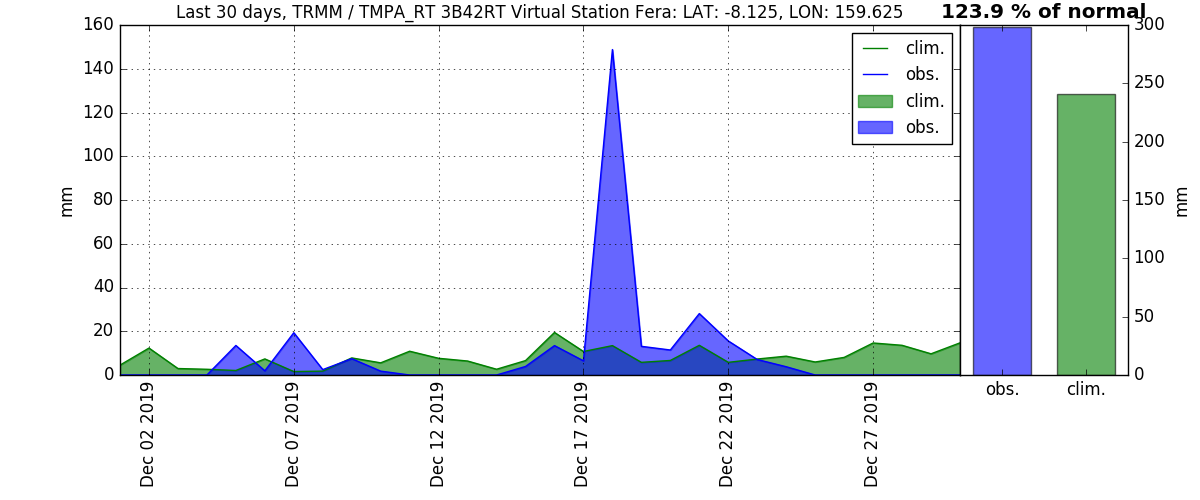 Last 30 days, TRMM / TMPA_RT 3B42RT Virtual Station Fera: LAT: -8.125, LON: 159.625
123.9 % of normal
160
140
120
100
80
60
40
20
0
mm
clim.
obs.
clim.
obs.
300
250
200
150
100
50
0
mm
Dec 02 2019
Dec 07 2019
Dec 12 2019
Dec 17 2019
Dec 22 2019
Dec 27 2019
obs.
clim.